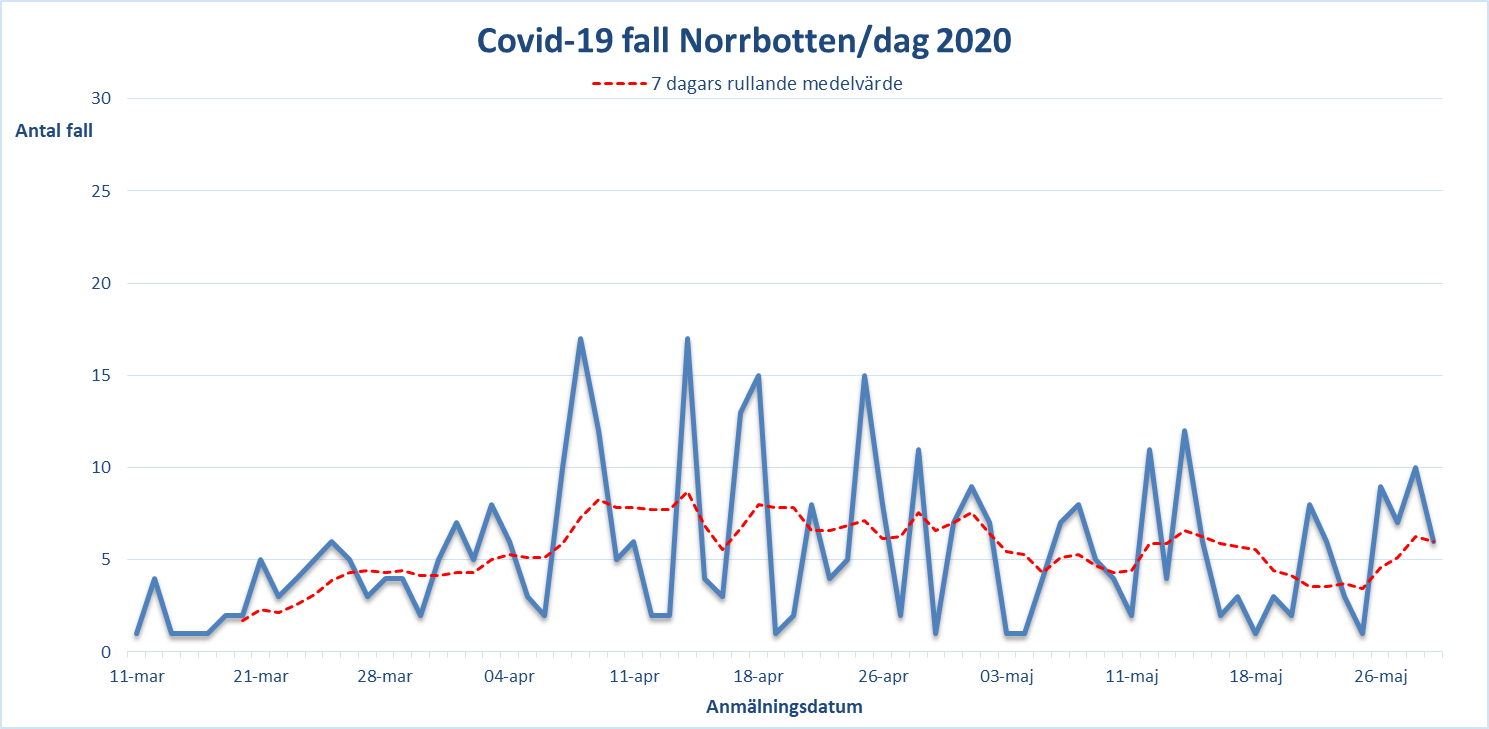 Covid-19 fall Norrbotten/dag 2020
7 dagars rullande medelvärde
Antal fall
30
25
20
15
10
5
0
11-mar 21-mar 28-mar 04-apr 11-apr 18-apr 26-apr 03-maj 11-maj 18-maj 26-maj
Anmälningsdatum